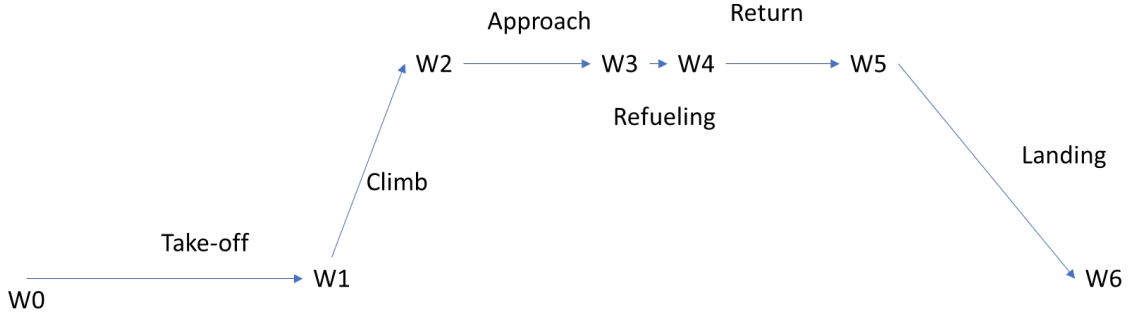 Return
Approach
W2
W3
W4
W5
Refueling
Landing
Climb
Take-off
W1
W6
W0